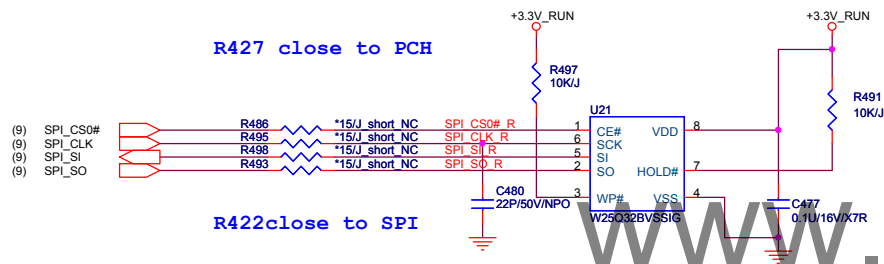 +3.3V_RUN
+3.3V_RUN
R427 close to PCH
R497
10K/J
R491
10K/J
U21
(9) SPI_CS0# R486 *15/J_short_NC SPI_CS0#_R 1 CE# VDD 8
(9) SPI_CLK R495 *15/J_short_NC SPI_CLK_R 6 SCK
(9) SPI_SI R498 *15/J_short_NC SPI_SI_R 5 SI
(9) SPI_SO R493 *15/J_short_NC SPI_SO_R 2 SO HOLD# 7
3 WP# VSS 4
W25Q32BVSSIG
C480
22P/50V/NPO
C477
0.1U/16V/X7R
R422close to SPI
www.